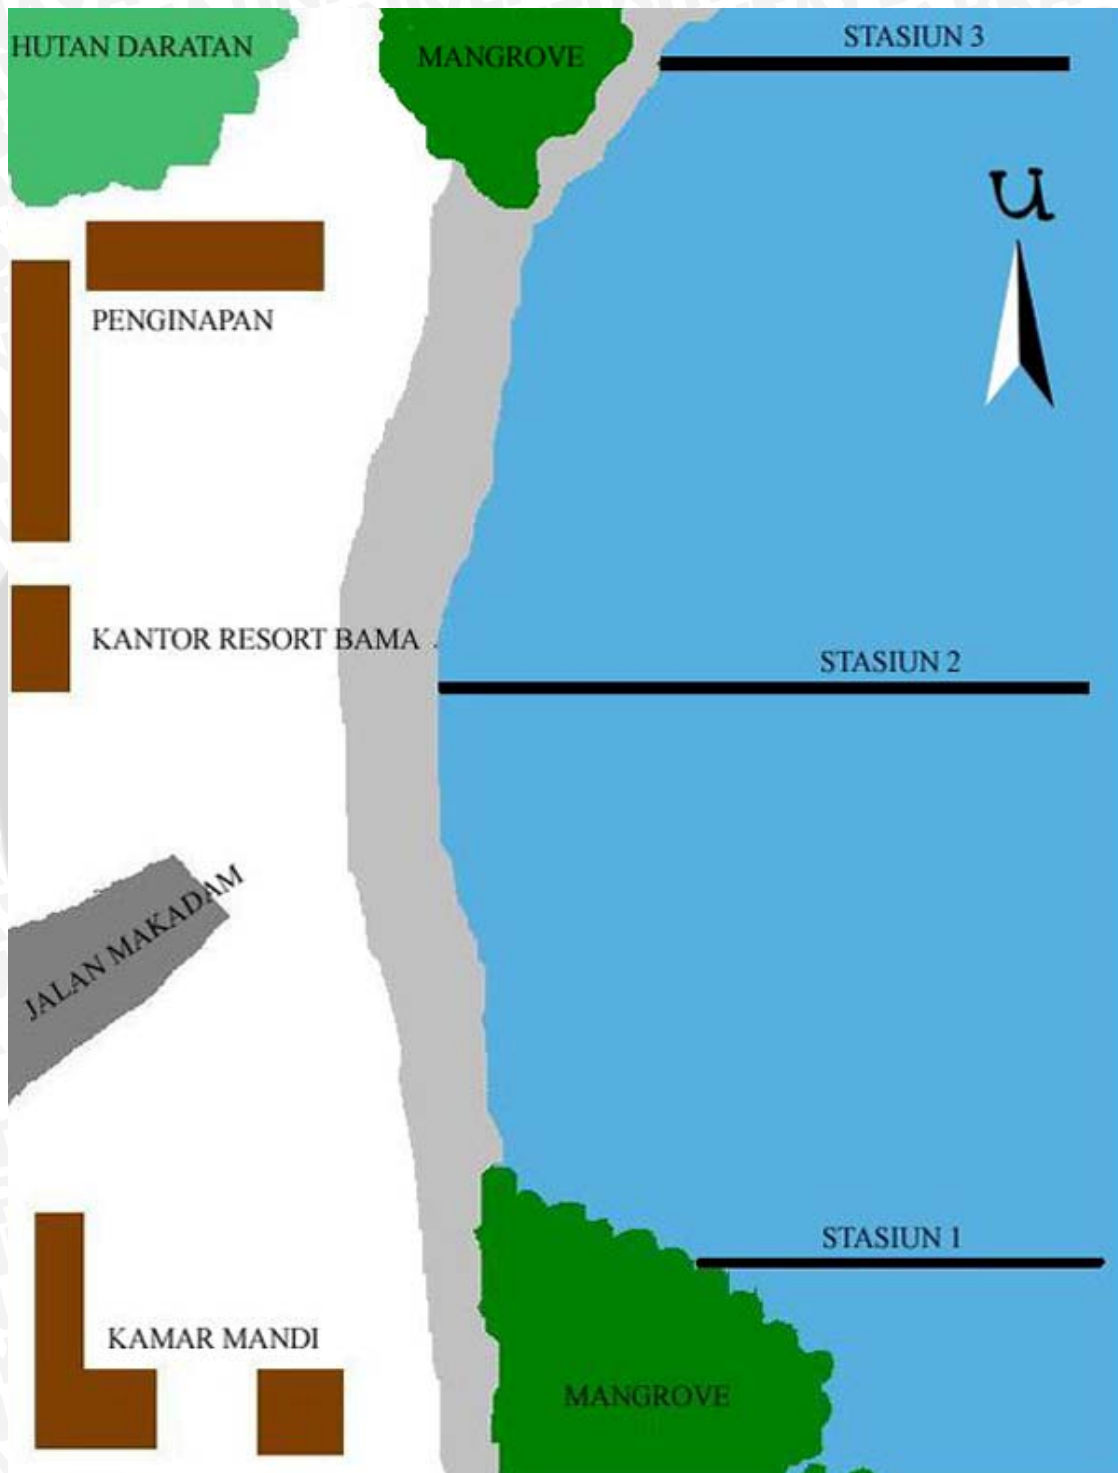 HUTAN DARATAN
MANGROVE
STASIUN 3
U
PENGINAPAN
KANTOR RESORT BAMA
STASIUN 2
JALAN MAKADAM
STASIUN 1
KAMAR MANDI
MANGROVE